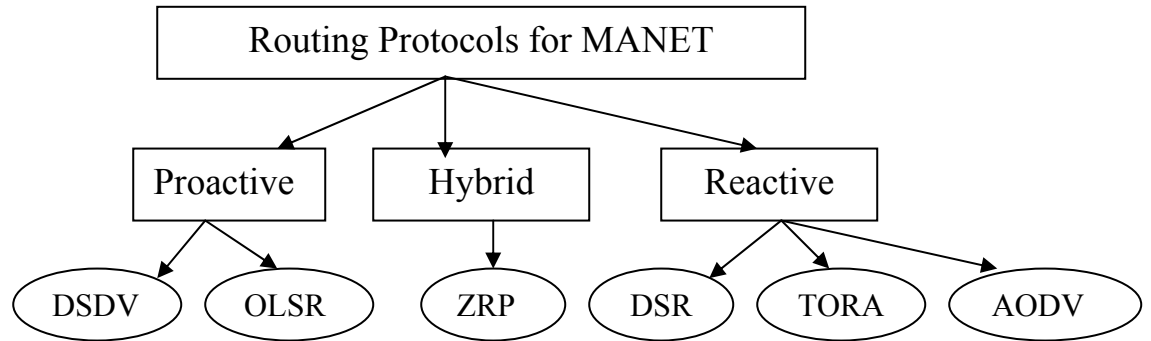 Routing Protocols for MANET
Proactive
Hybrid
Reactive
DSDV
OLSR
ZRP
DSR
TORA
AODV